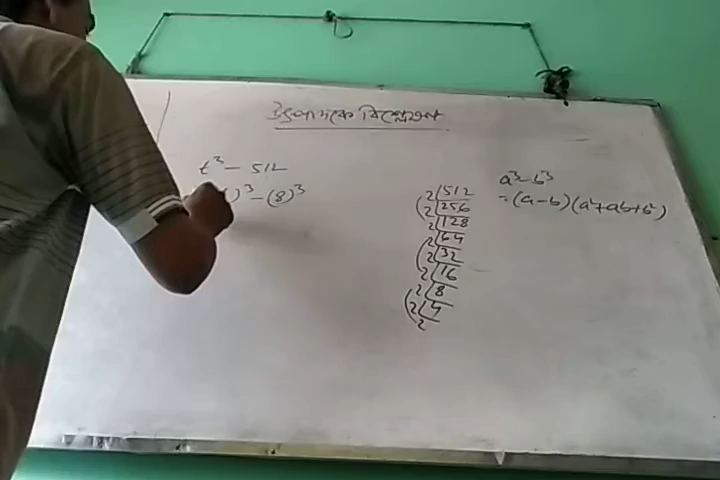 উৎপাদকে বিশ্লেষণ
t³ - 512
)³ - (8)³
2 | 512
2 | 256
2 | 128
2 | 64
2 | 32
2 | 16
2 | 8
2 | 4
2
a³ - b³
= (a - b)(a² + ab + b²)